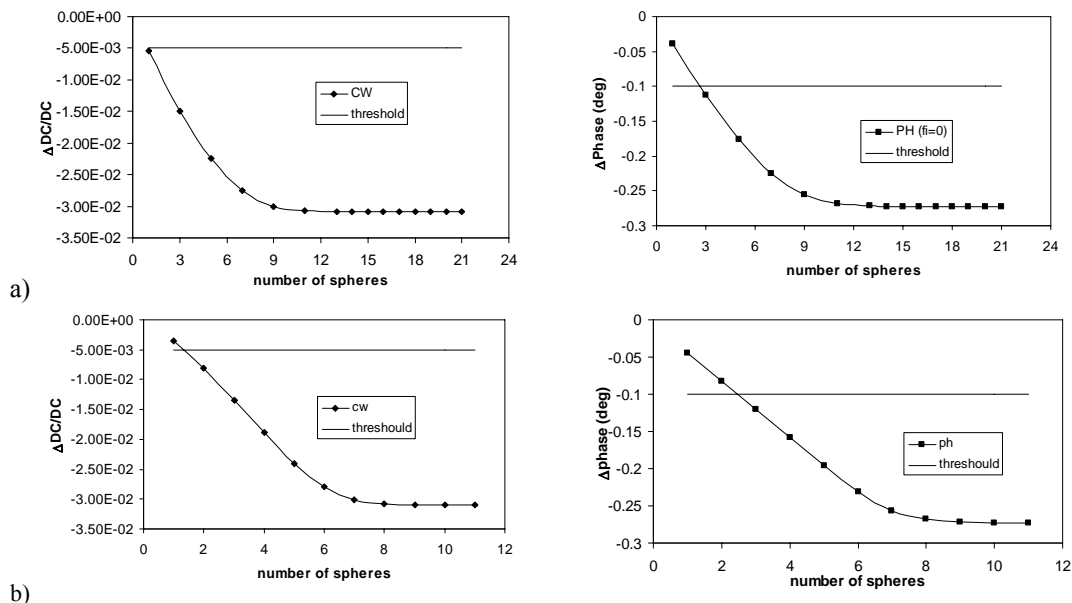 0.00E+00
-5.00E-03
-1.00E-02
-1.50E-02
-2.00E-02
-2.50E-02
-3.00E-02
-3.50E-02
ΔDC/DC
CW
threshold
0 3 6 9 12 15 18 21 24
number of spheres
0
-0.05
-0.1
-0.15
-0.2
-0.25
-0.3
ΔPhase (deg)
PH (fi=0)
threshold
0 3 6 9 12 15 18 21 24
number of spheres
a)
0.00E+00
-5.00E-03
-1.00E-02
-1.50E-02
-2.00E-02
-2.50E-02
-3.00E-02
-3.50E-02
ΔDC/DC
cw
threshould
0 2 4 6 8 10 12
number of spheres
0
-0.05
-0.1
-0.15
-0.2
-0.25
-0.3
Δphase (deg)
ph
threshould
0 2 4 6 8 10 12
number of spheres
b)